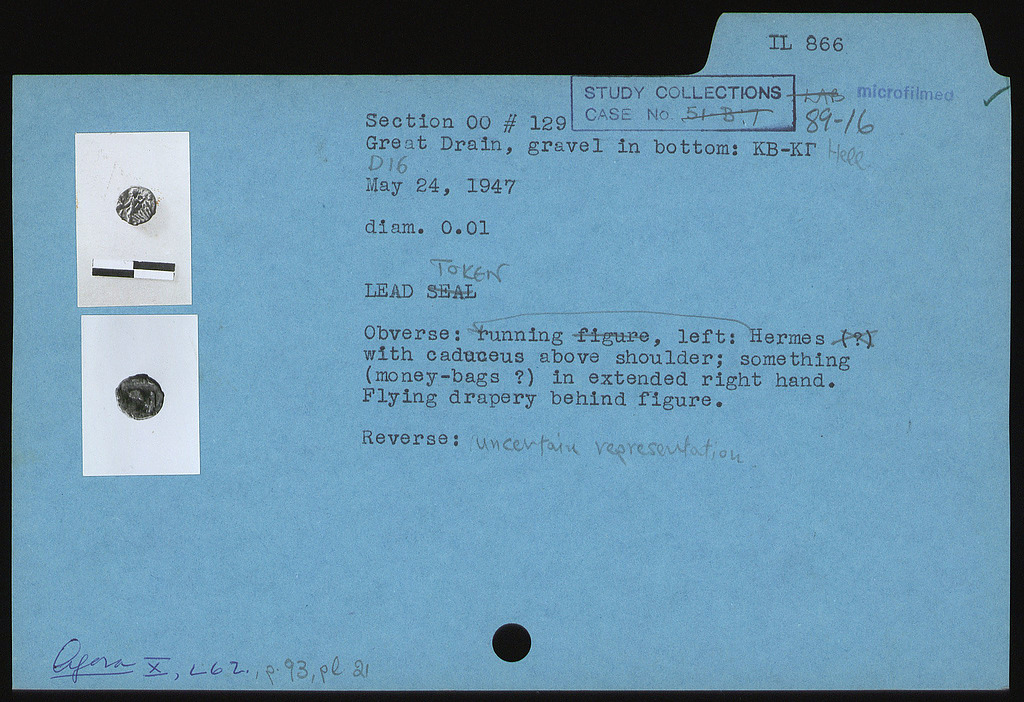 IL 866
STUDY COLLECTIONS LAB microfilmed ✓
CASE No. 51 B:T 89-16
Section OO # 129
Great Drain, gravel in bottom: ΚΒ-ΚΓ Hell.
D16
May 24, 1947
diam. 0.01
TOKEN
LEAD SEAL
Obverse: running figure, left: Hermes (?)
with caduceus above shoulder; something
(money-bags ?) in extended right hand.
Flying drapery behind figure.
Reverse: uncertain representation
Agora X, L62., p. 93, pl 21